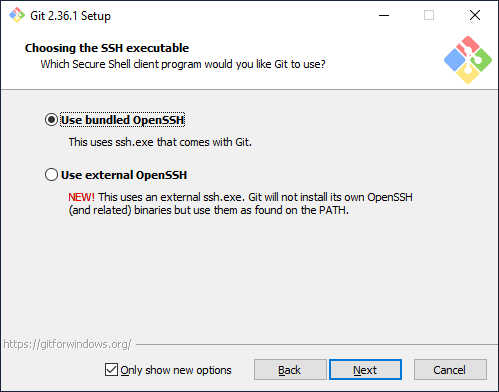 Git 2.36.1 Setup
Choosing the SSH executable
Which Secure Shell client program would you like Git to use?
Use bundled OpenSSH
This uses ssh.exe that comes with Git.
Use external OpenSSH
NEW! This uses an external ssh.exe. Git will not install its own OpenSSH
(and related) binaries but use them as found on the PATH.
https://gitforwindows.org/
Only show new options
Back
Next
Cancel